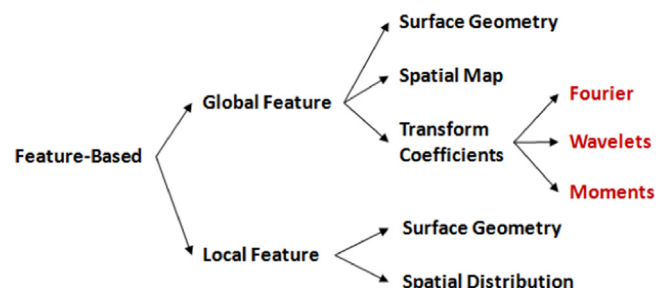 Surface Geometry
Spatial Map
Global Feature
Fourier
Transform
Coefficients
Wavelets
Moments
Feature-Based
Surface Geometry
Local Feature
Spatial Distribution